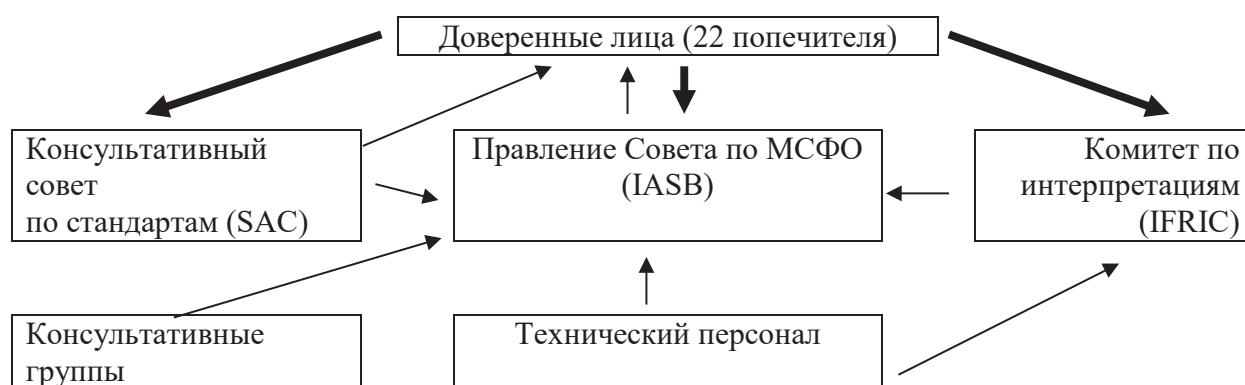 Доверенные лица (22 попечителя)
Консультативный
совет
по стандартам (SAC)
Правление Совета по МСФО
(IASB)
Комитет по
интерпретациям
(IFRIC)
Консультативные
группы
Технический персонал